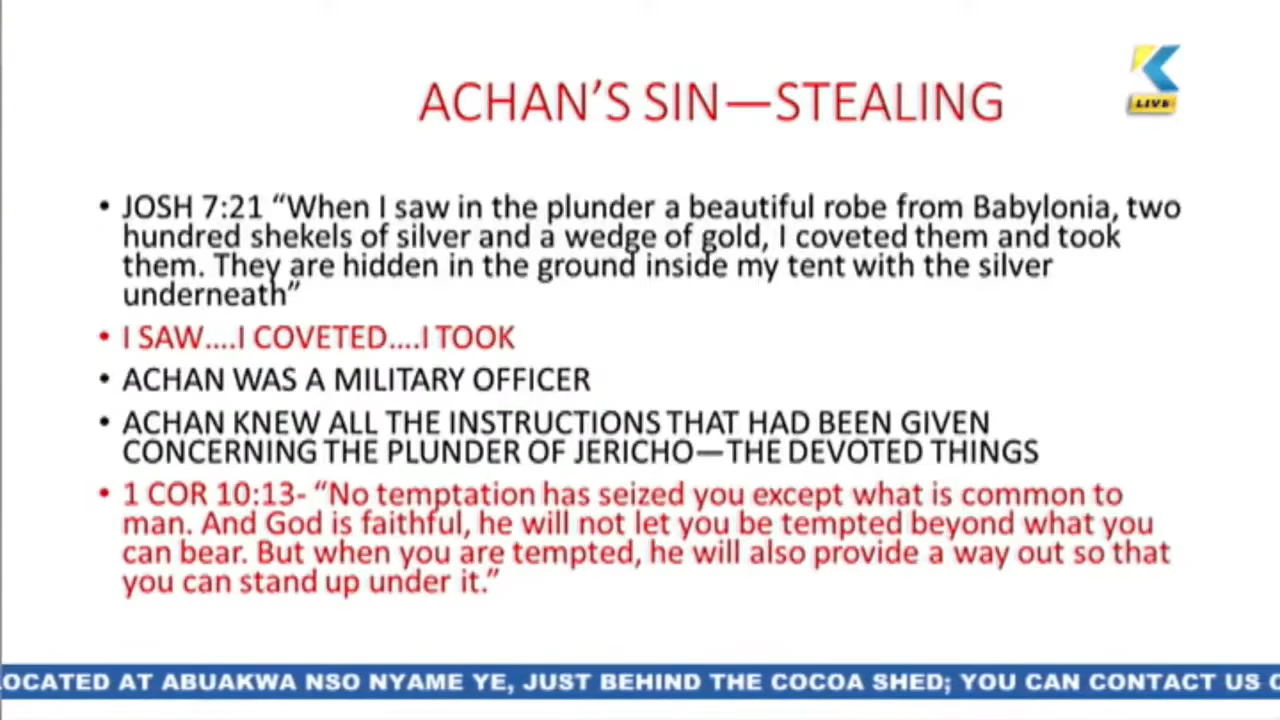 ACHAN’S SIN—STEALING
LIVE
• JOSH 7:21 “When I saw in the plunder a beautiful robe from Babylonia, two
hundred shekels of silver and a wedge of gold, I coveted them and took
them. They are hidden in the ground inside my tent with the silver
underneath”
• I SAW....I COVETED....I TOOK
• ACHAN WAS A MILITARY OFFICER
• ACHAN KNEW ALL THE INSTRUCTIONS THAT HAD BEEN GIVEN
CONCERNING THE PLUNDER OF JERICHO—THE DEVOTED THINGS
• 1 COR 10:13- “No temptation has seized you except what is common to
man. And God is faithful, he will not let you be tempted beyond what you
can bear. But when you are tempted, he will also provide a way out so that
you can stand up under it.”
OCATED AT ABUAKWA NSO NYAME YE, JUST BEHIND THE COCOA SHED; YOU CAN CONTACT US